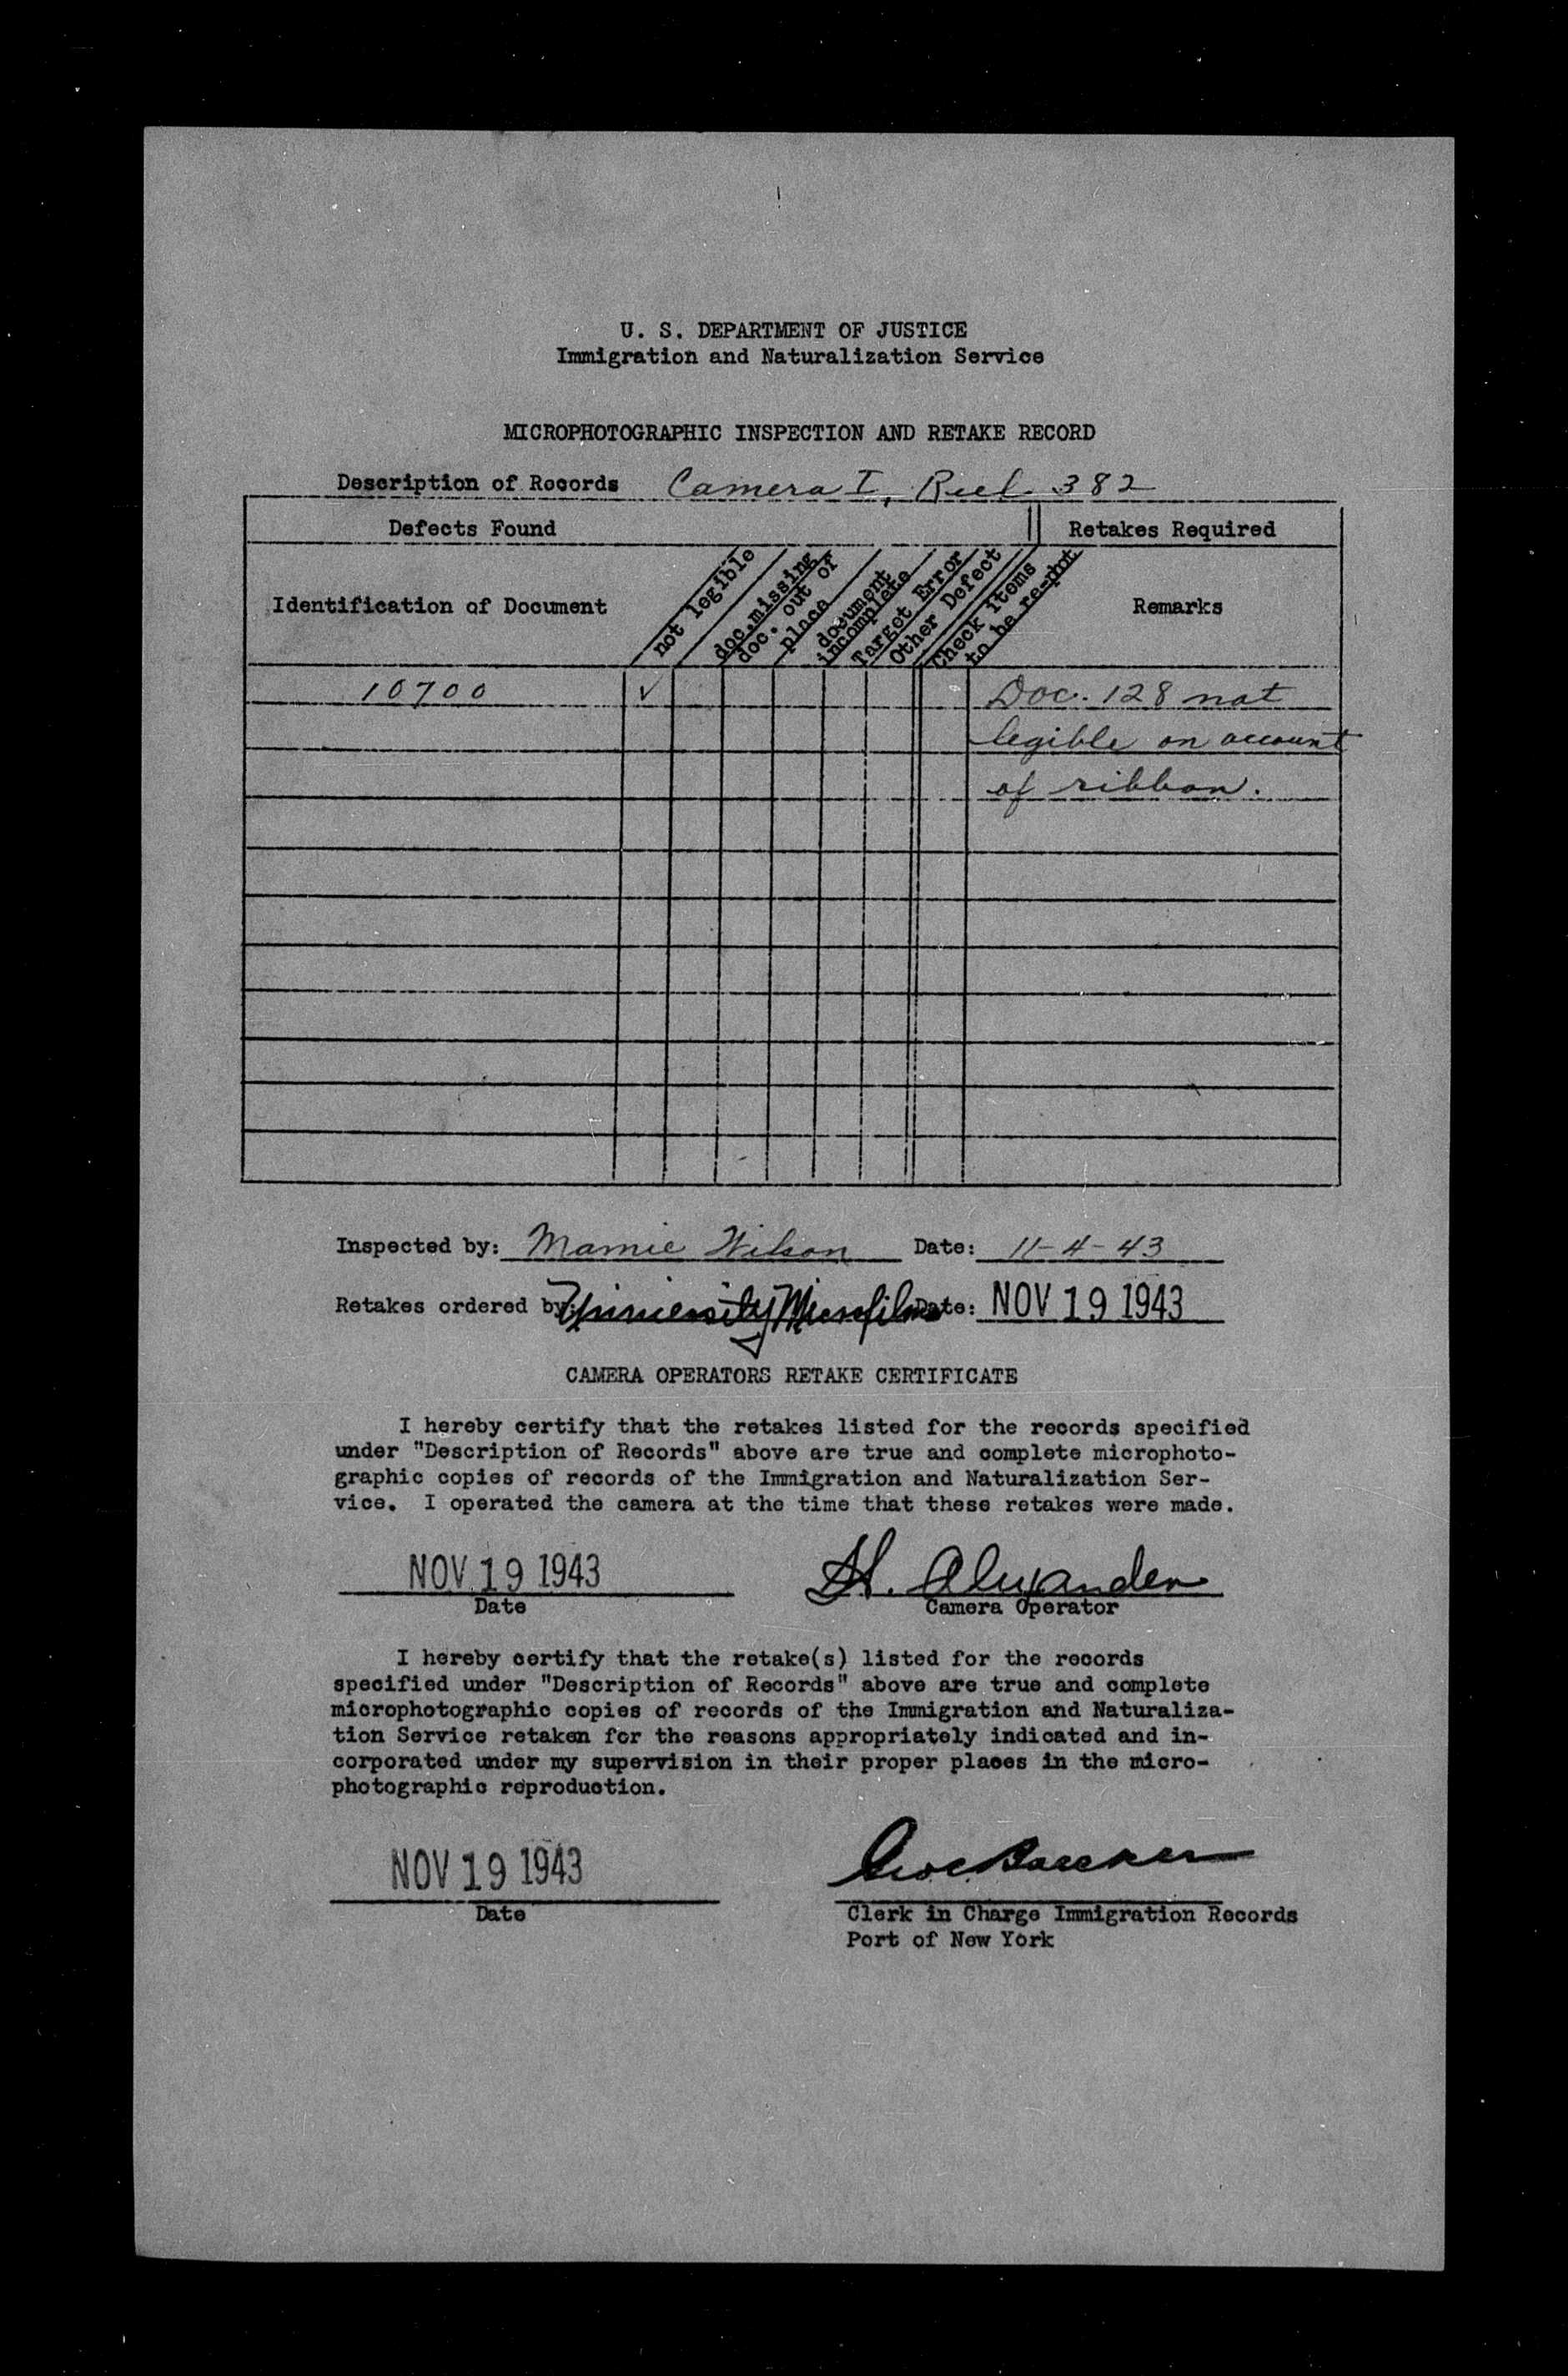 U. S. DEPARTMENT OF JUSTICE
Immigration and Naturalization Service
MICROPHOTOGRAPHIC INSPECTION AND RETAKE RECORD
Description of Records Camera I, Reel 382
Defects Found Retakes Required
Identification of Document
not legible
doc. missing
doc. out of
place
document
incomplete
Target Error
Other Defect
Check items
to be re-phot
Remarks
10700 ✓ Doc. 128 not
legible on account
of ribbon.
Inspected by: Mamie Wilson Date: 11-4-43
Retakes ordered by: University Microfilms Date: NOV 19 1943
CAMERA OPERATORS RETAKE CERTIFICATE
I hereby certify that the retakes listed for the records specified
under "Description of Records" above are true and complete microphoto-
graphic copies of records of the Immigration and Naturalization Ser-
vice. I operated the camera at the time that these retakes were made.
NOV 19 1943 H. Alexander
Date Camera Operator
I hereby certify that the retake(s) listed for the records
specified under "Description of Records" above are true and complete
microphotographic copies of records of the Immigration and Naturaliza-
tion Service retaken for the reasons appropriately indicated and in-
corporated under my supervision in their proper places in the micro-
photographic reproduction.
NOV 19 1943
Date Clerk in Charge Immigration Records
Port of New York